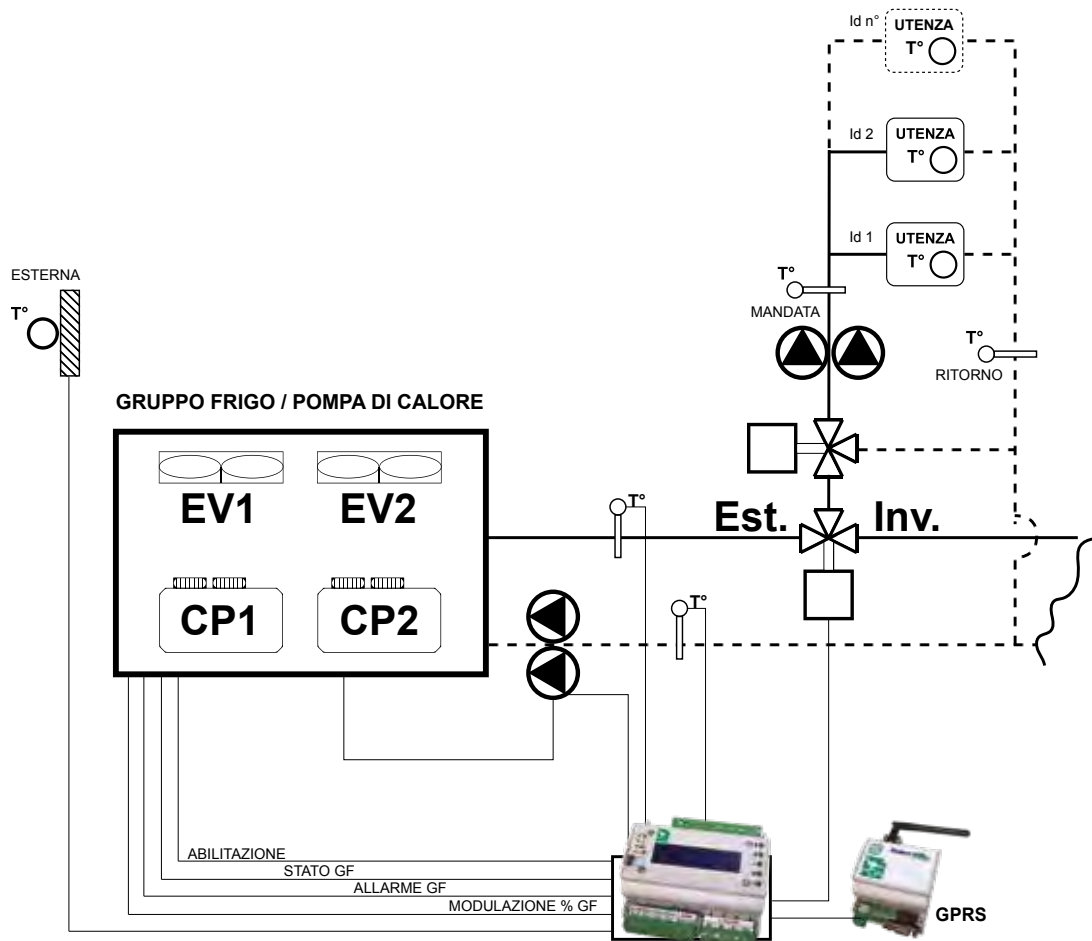 Id n°
UTENZA
T°
Id 2
UTENZA
T°
Id 1
UTENZA
T°
ESTERNA
T°
T°
MANDATA
T°
RITORNO
GRUPPO FRIGO / POMPA DI CALORE
EV1
EV2
T°
Est.
Inv.
CP1
CP2
T°
ABILITAZIONE
STATO GF
ALLARME GF
MODULAZIONE % GF
GPRS